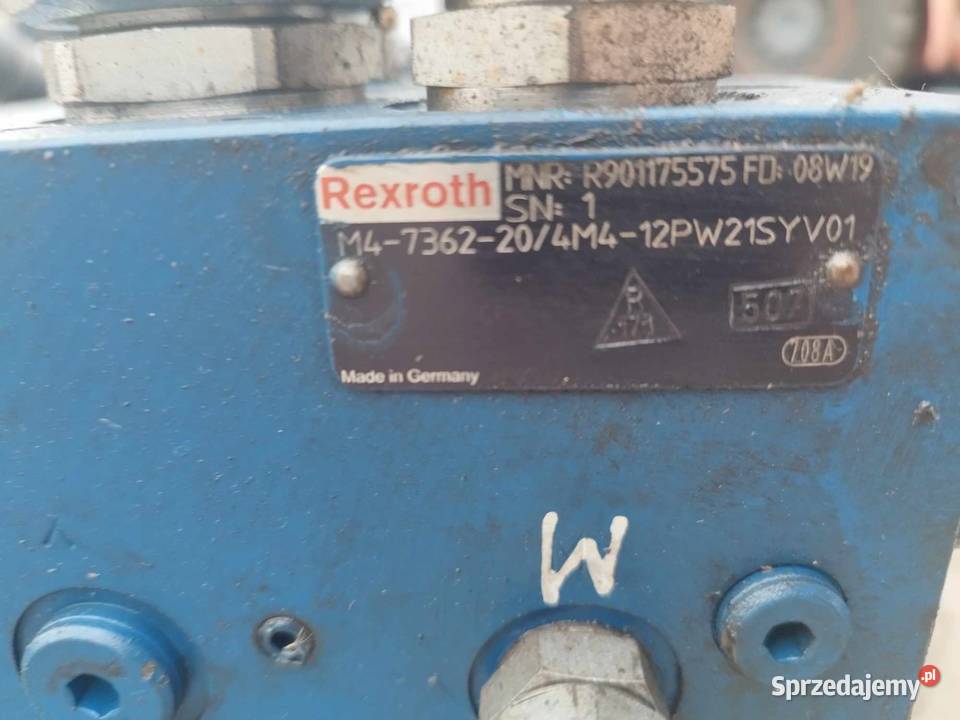 Rexroth
MNR: R901175575 FD: 08W19
SN: 1
M4-7362-20/4M4-12PW21SYV01
R
507
708A
Made in Germany
W
Sprzedajemy.pl